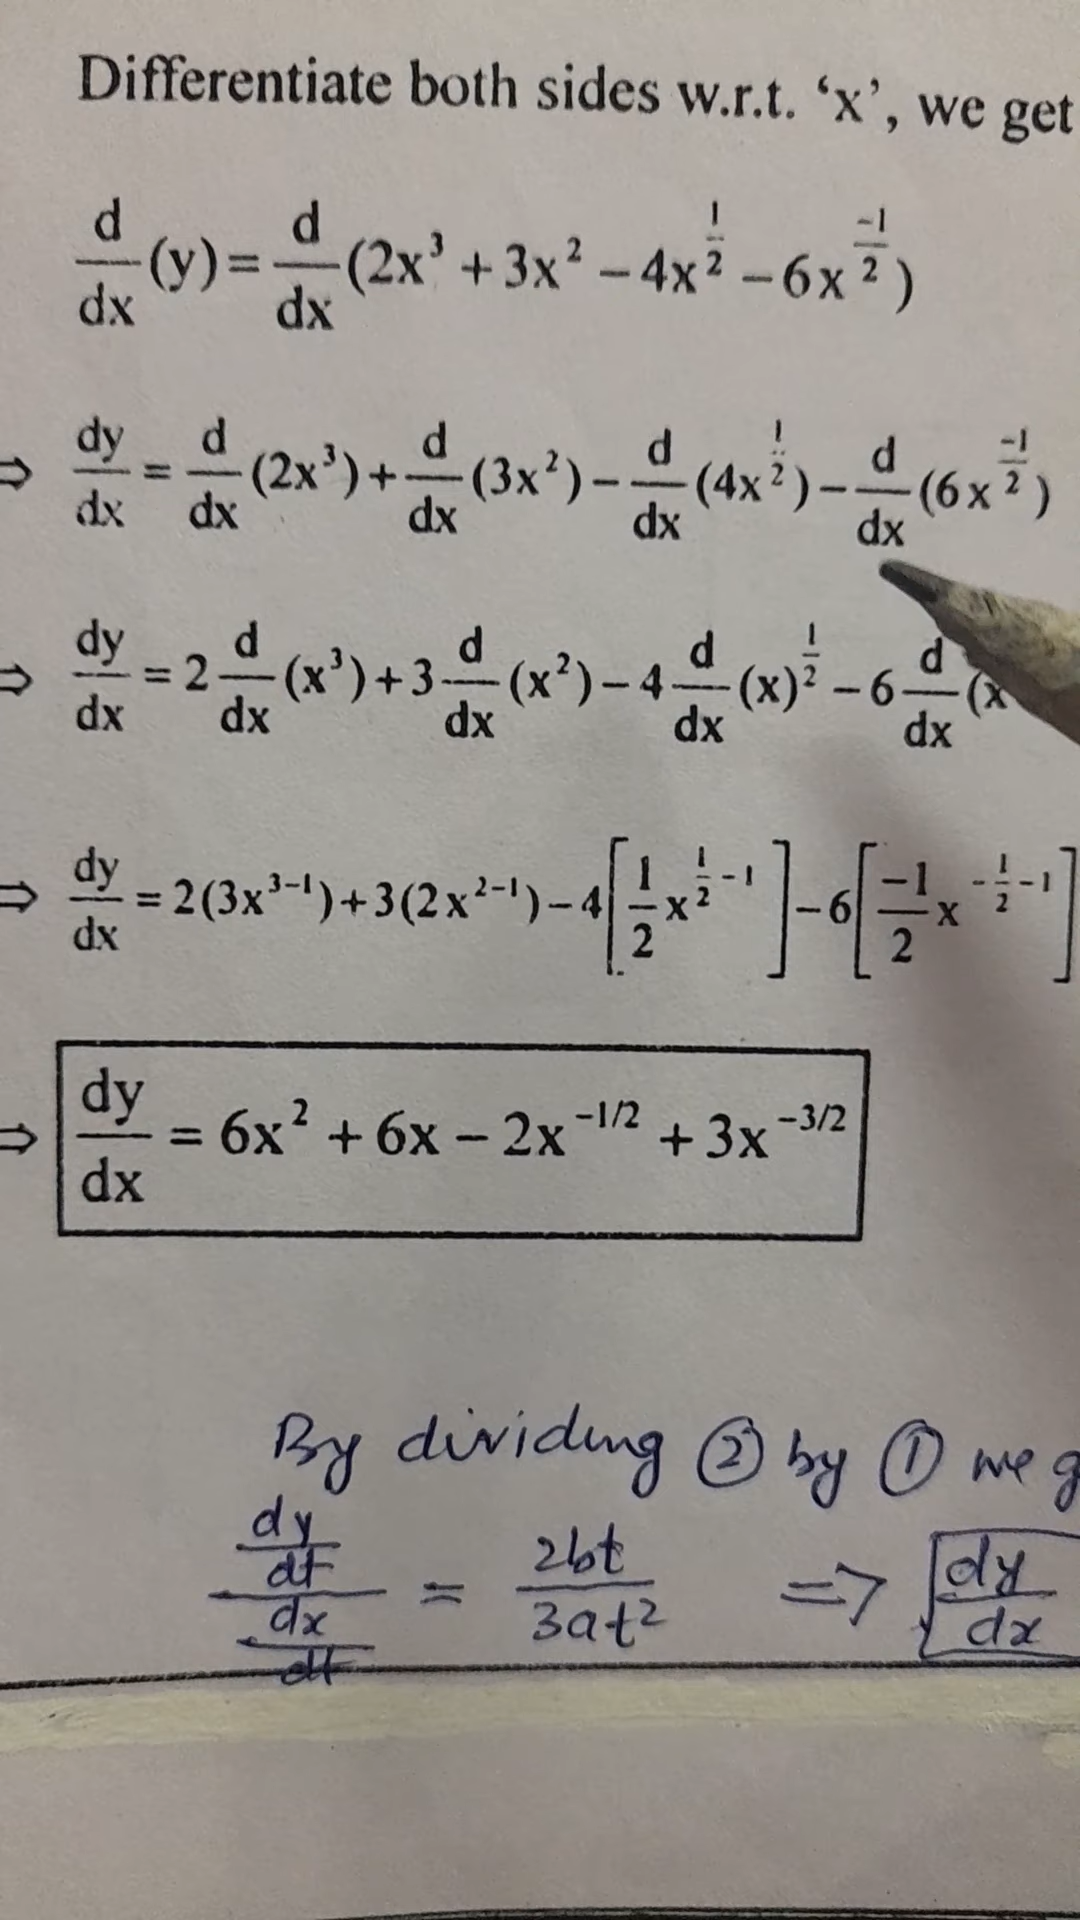 Differentiate both sides w.r.t. ‘x’, we get
d/dx (y) = d/dx (2x³ + 3x² – 4x^(1/2) – 6x^(-1/2))
⇒ dy/dx = d/dx (2x³) + d/dx (3x²) – d/dx (4x^(1/2)) – d/dx (6x^(-1/2))
⇒ dy/dx = 2 d/dx (x³) + 3 d/dx (x²) – 4 d/dx (x)^(1/2) – 6 d/dx (x
⇒ dy/dx = 2(3x^(3–1)) + 3(2x^(2–1)) – 4[1/2 x^(1/2 – 1)] – 6[-1/2 x^(-1/2 – 1)]
⇒ dy/dx = 6x² + 6x – 2x^(–1/2) + 3x^(–3/2)
By dividing ② by ① we g
dy/dt / dx/dt = 2bt / 3at² => dy/dx